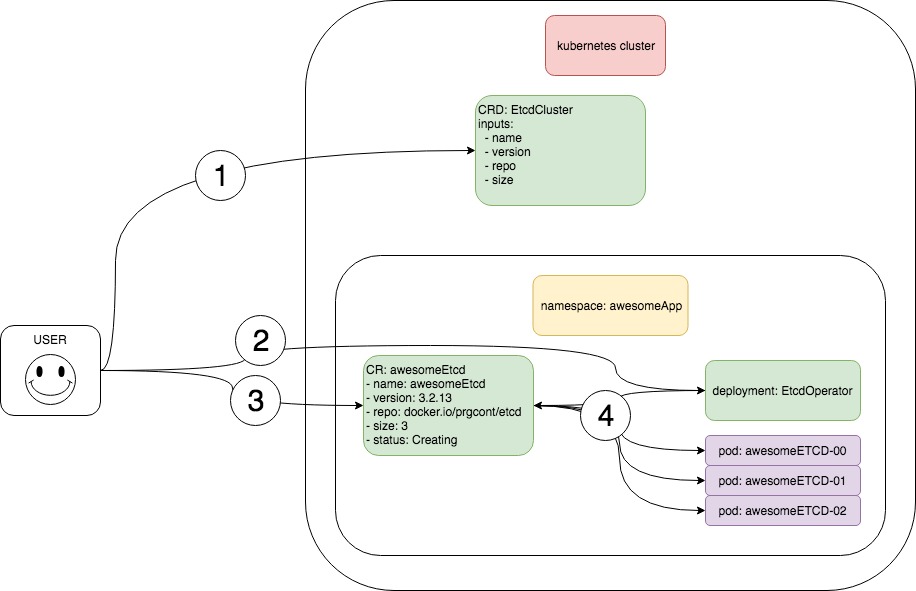 kubernetes cluster
CRD: EtcdCluster
inputs:
- name
- version
- repo
- size
1
namespace: awesomeApp
USER
2
3
CR: awesomeEtcd
- name: awesomeEtcd
- version: 3.2.13
- repo: docker.io/prgcont/etcd
- size: 3
- status: Creating
4
deployment: EtcdOperator
pod: awesomeETCD-00
pod: awesomeETCD-01
pod: awesomeETCD-02